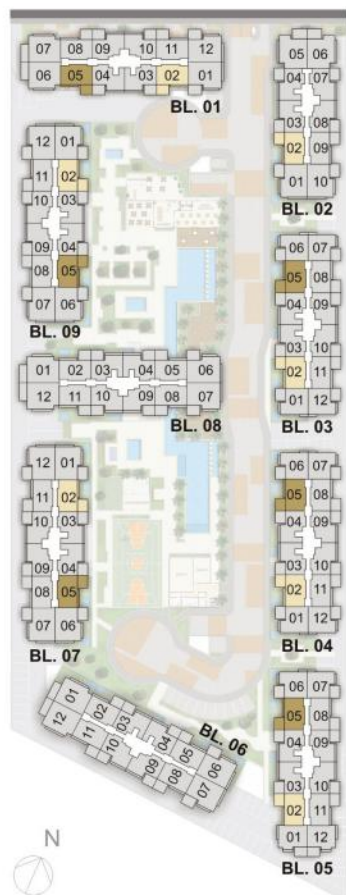 07 08 09 10 11 12
06 05 04 03 02 01
BL. 01
05 06
04 07
03 08
02 09
01 10
BL. 02
12 01
11 02
10 03
09 04
08 05
07 06
BL. 09
06 07
05 08
04 09
03 10
02 11
01 12
BL. 03
01 02 03 04 05 06
12 11 10 09 08 07
BL. 08
12 01
11 02
10 03
09 04
08 05
07 06
BL. 07
06 07
05 08
04 09
03 10
02 11
01 12
BL. 04
01 02 03 04 05 06
12 11 10 09 08 07
BL. 06
06 07
05 08
04 09
03 10
02 11
01 12
BL. 05
N